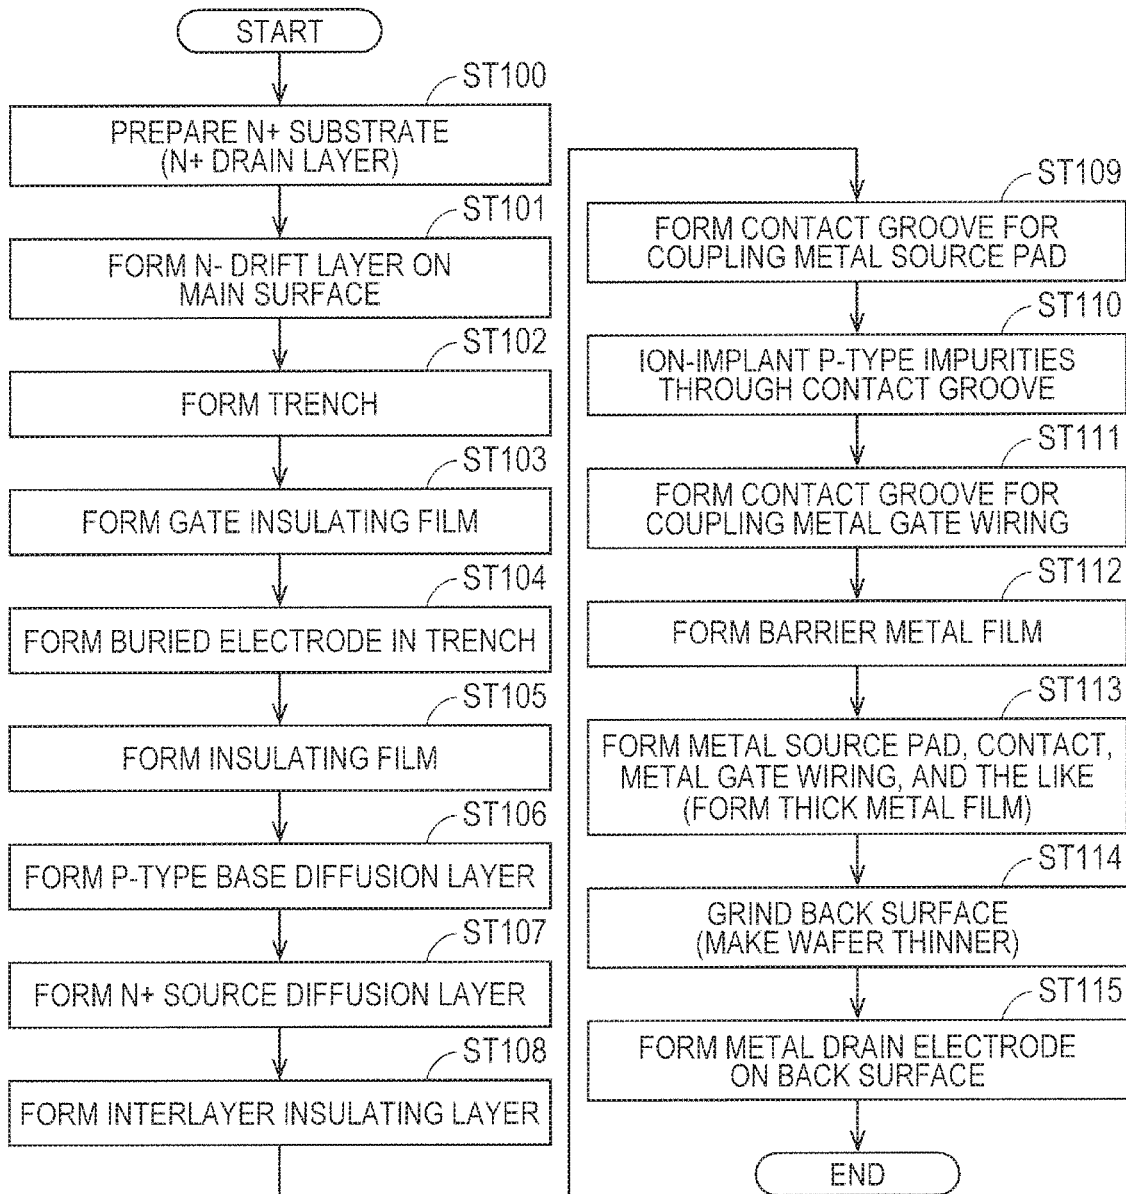 START
ST100
PREPARE N+ SUBSTRATE
(N+ DRAIN LAYER)
ST101
FORM N- DRIFT LAYER ON
MAIN SURFACE
ST102
FORM TRENCH
ST103
FORM GATE INSULATING FILM
ST104
FORM BURIED ELECTRODE IN TRENCH
ST105
FORM INSULATING FILM
ST106
FORM P-TYPE BASE DIFFUSION LAYER
ST107
FORM N+ SOURCE DIFFUSION LAYER
ST108
FORM INTERLAYER INSULATING LAYER
ST109
FORM CONTACT GROOVE FOR
COUPLING METAL SOURCE PAD
ST110
ION-IMPLANT P-TYPE IMPURITIES
THROUGH CONTACT GROOVE
ST111
FORM CONTACT GROOVE FOR
COUPLING METAL GATE WIRING
ST112
FORM BARRIER METAL FILM
ST113
FORM METAL SOURCE PAD, CONTACT,
METAL GATE WIRING, AND THE LIKE
(FORM THICK METAL FILM)
ST114
GRIND BACK SURFACE
(MAKE WAFER THINNER)
ST115
FORM METAL DRAIN ELECTRODE
ON BACK SURFACE
END